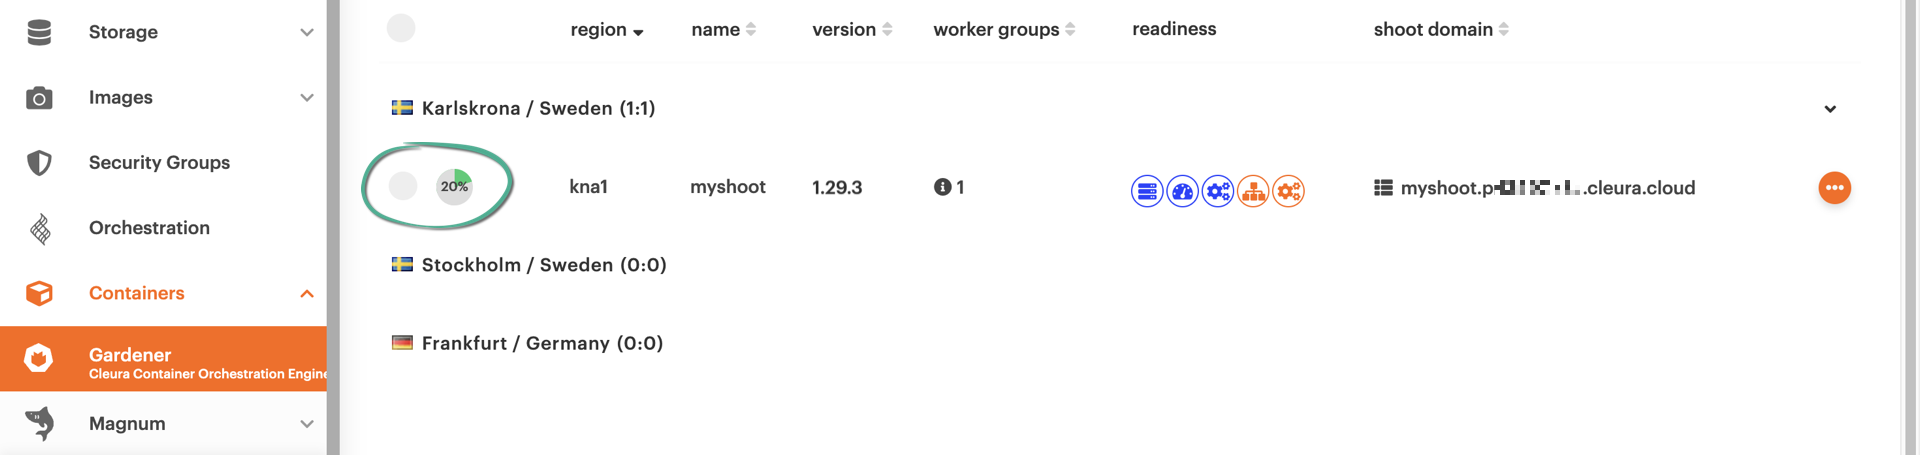 Storage
Images
Security Groups
Orchestration
Containers
Gardener
Cleura Container Orchestration Engine
Magnum
region name version worker groups readiness shoot domain
Karlskrona / Sweden (1:1)
20% kna1 myshoot 1.29.3 1 myshoot.p .cleura.cloud
Stockholm / Sweden (0:0)
Frankfurt / Germany (0:0)